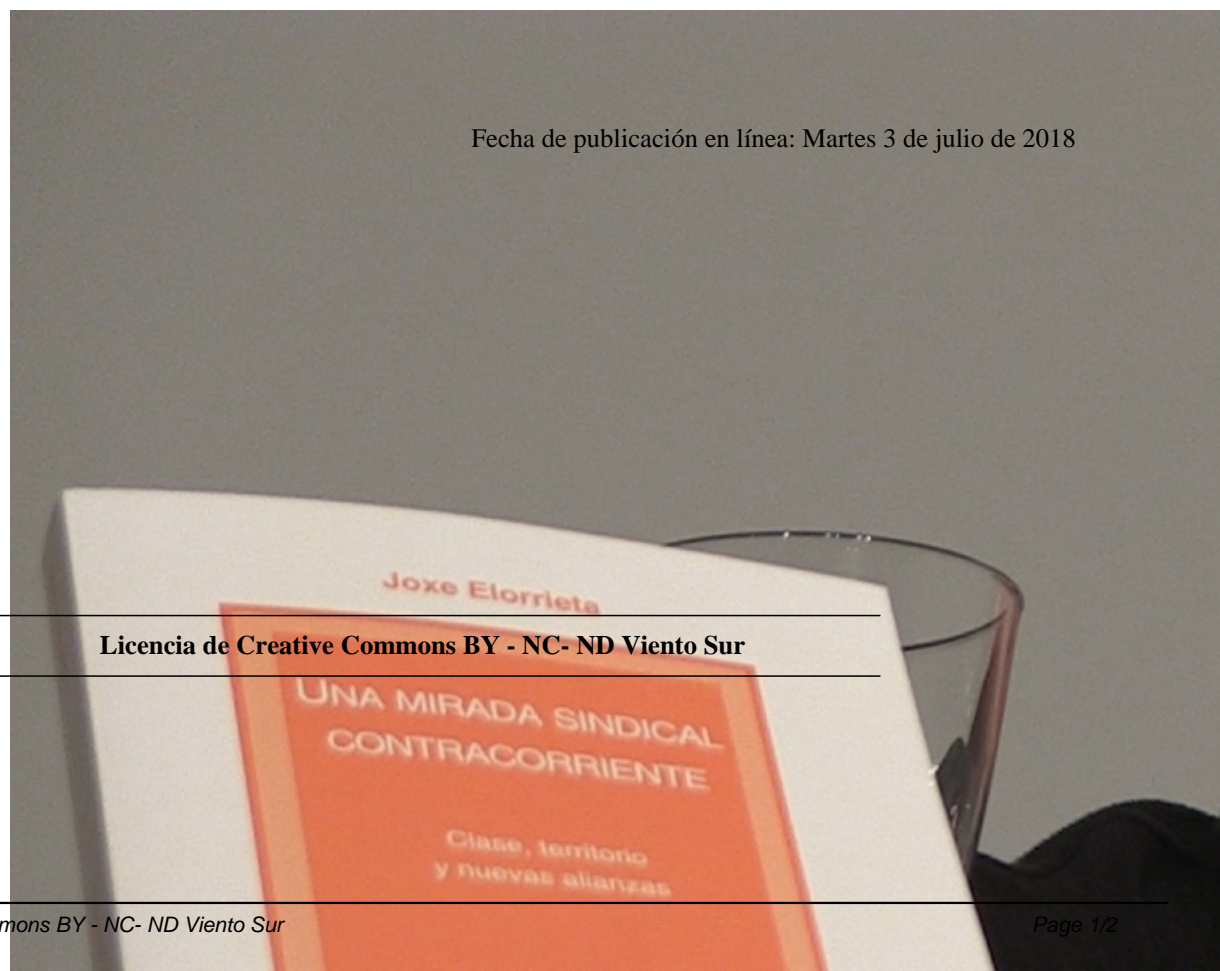 Fecha de publicación en línea: Martes 3 de julio de 2018
Joxe Elorrieta
Licencia de Creative Commons BY - NC- ND Viento Sur
UNA MIRADA SINDICAL
CONTRACORRIENTE
Clase, territorio
y nuevas alianzas
BY - NC- ND Viento Sur
Page 1/2